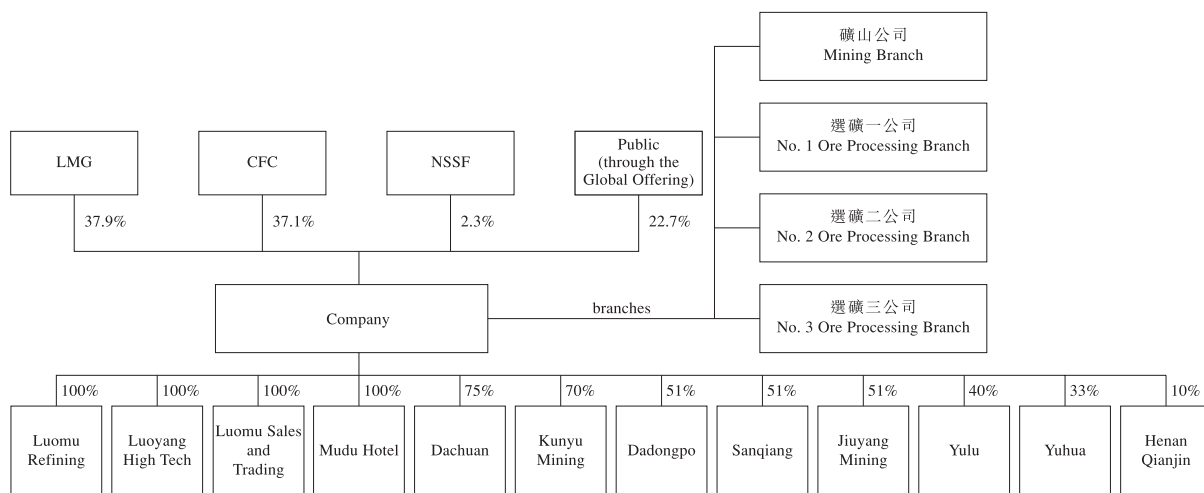 礦山公司
Mining Branch
選礦一公司
No. 1 Ore Processing Branch
選礦二公司
No. 2 Ore Processing Branch
選礦三公司
No. 3 Ore Processing Branch
LMG
CFC
NSSF
Public
(through the
Global Offering)
37.9%
37.1%
2.3%
22.7%
Company
branches
100%
100%
100%
100%
75%
70%
51%
51%
51%
40%
33%
10%
Luomu
Refining
Luoyang
High Tech
Luomu Sales
and
Trading
Mudu Hotel
Dachuan
Kunyu
Mining
Dadongpo
Sanqiang
Jiuyang
Mining
Yulu
Yuhua
Henan
Qianjin